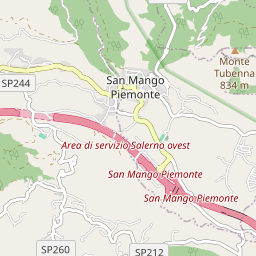 Monte
Tubenna
834 m
SP244
San Mango
Piemonte
Area di servizio Salerno ovest
San Mango Piemonte
San Mango Piemonte
SP260
SP212